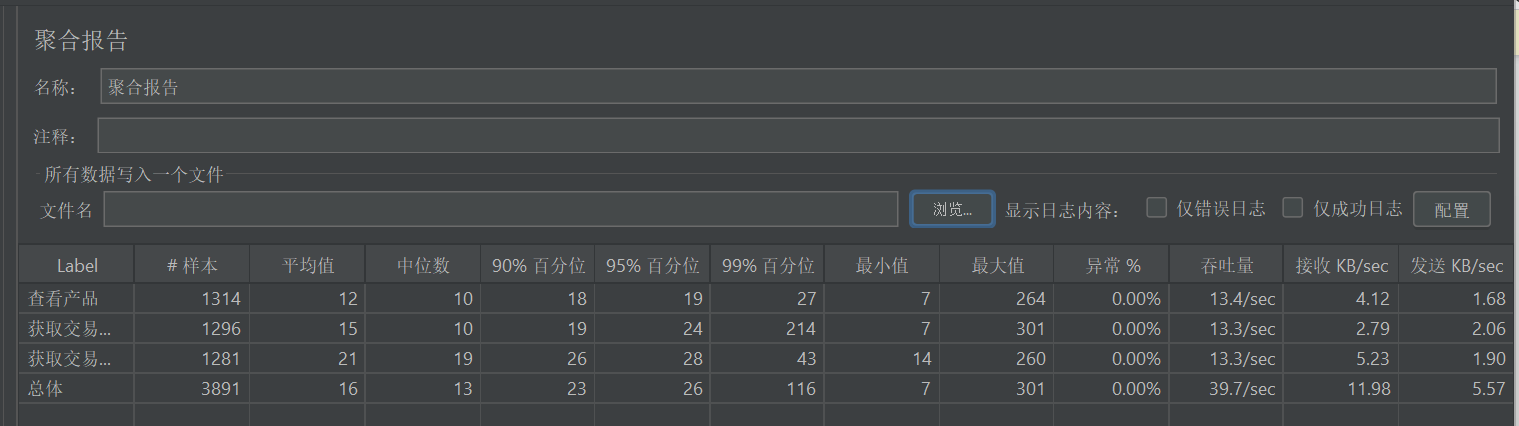 聚合报告
名称： 聚合报告
注释：
所有数据写入一个文件
文件名 浏览... 显示日志内容： 仅错误日志 仅成功日志 配置
Label # 样本 平均值 中位数 90% 百分位 95% 百分位 99% 百分位 最小值 最大值 异常 % 吞吐量 接收 KB/sec 发送 KB/sec
查看产品 1314 12 10 18 19 27 7 264 0.00% 13.4/sec 4.12 1.68
获取交易... 1296 15 10 19 24 214 7 301 0.00% 13.3/sec 2.79 2.06
获取交易... 1281 21 19 26 28 43 14 260 0.00% 13.3/sec 5.23 1.90
总体 3891 16 13 23 26 116 7 301 0.00% 39.7/sec 11.98 5.57